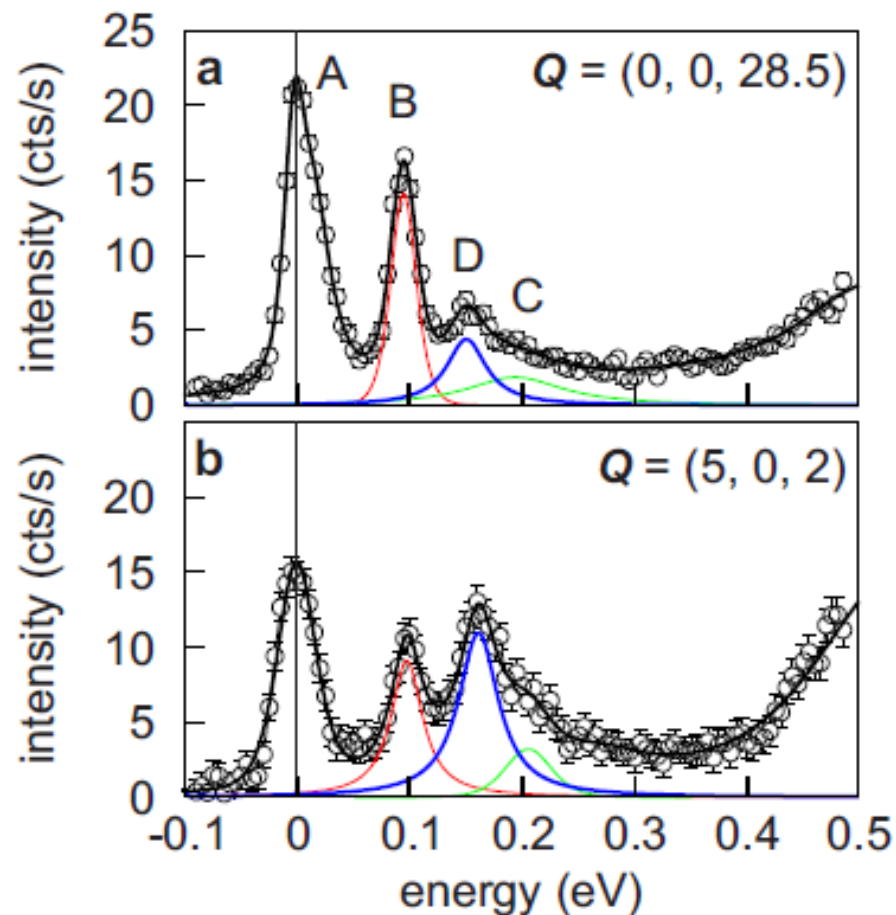 25
20
15
10
5
0
intensity (cts/s)
a
A
B
D
C
Q = (0, 0, 28.5)
20
15
10
5
0
intensity (cts/s)
b
Q = (5, 0, 2)
-0.1 0 0.1 0.2 0.3 0.4 0.5
energy (eV)